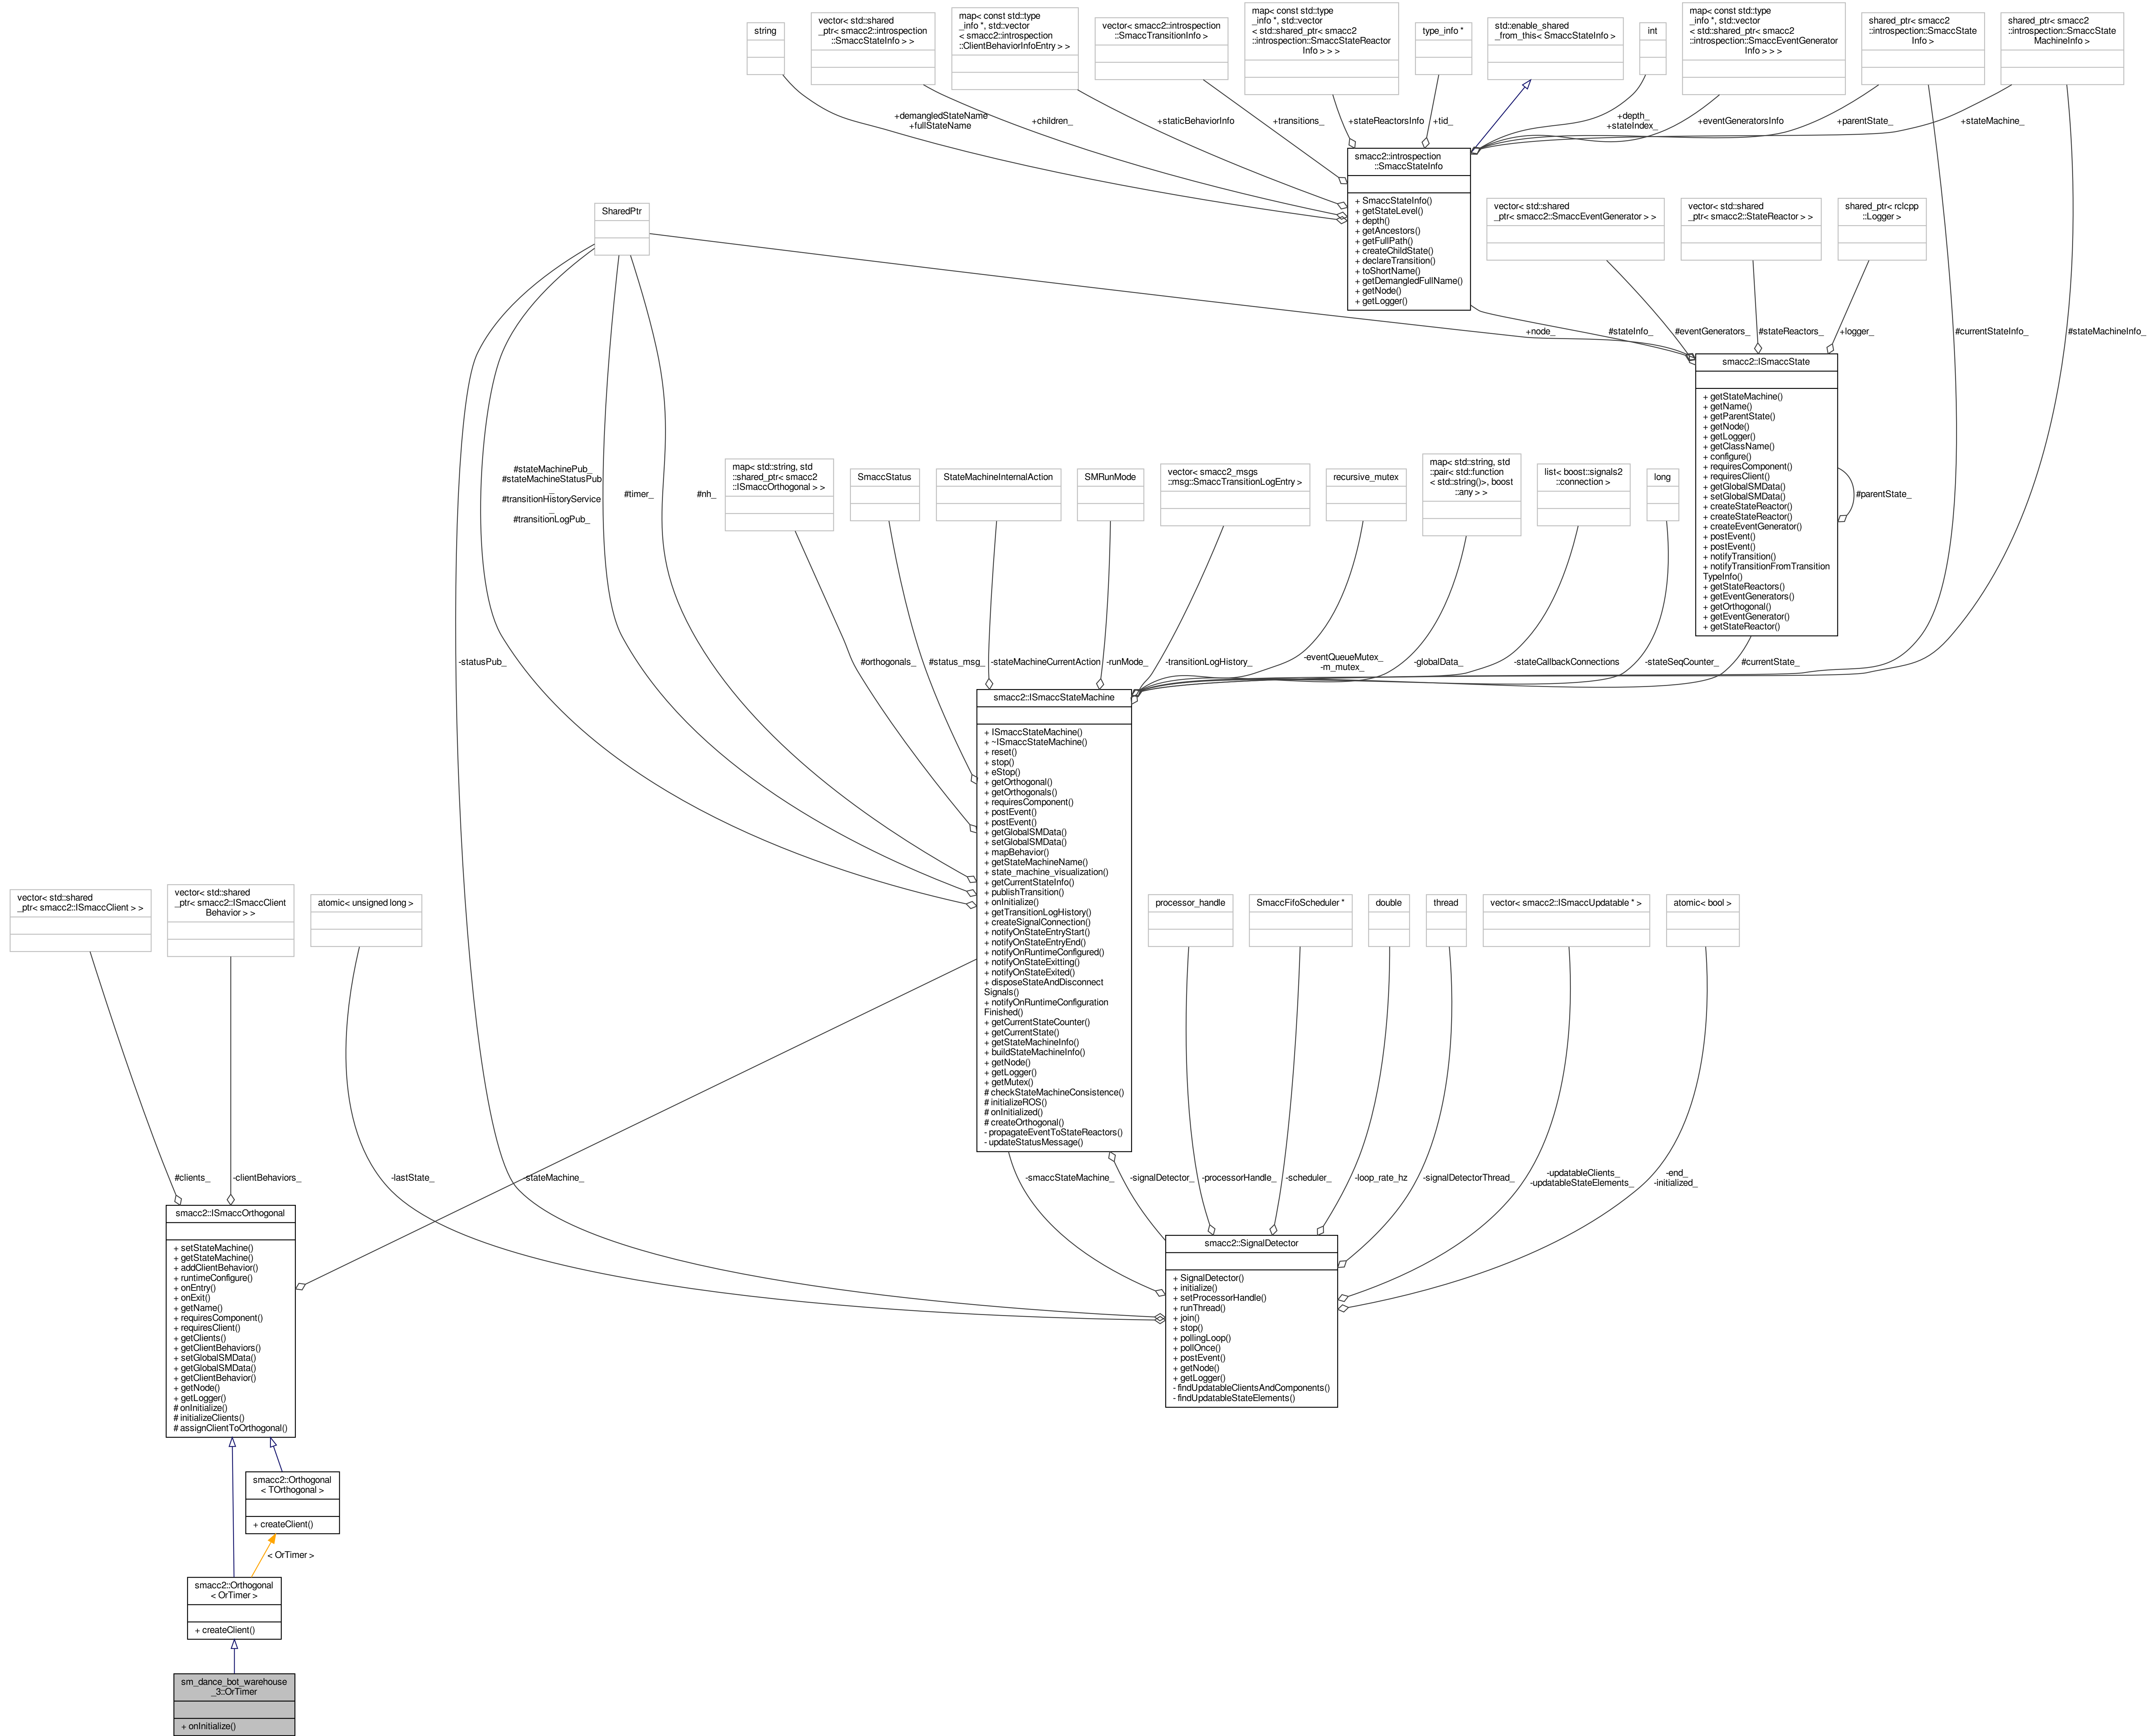 string
vector< std::shared
_ptr< smacc2::introspection
::SmaccStateInfo > >
map< const std::type
_info *, std::vector
< smacc2::introspection
::ClientBehaviorInfoEntry > >
vector< smacc2::introspection
::SmaccTransitionInfo >
map< const std::type
_info *, std::vector
< std::shared_ptr< smacc2
::introspection::SmaccStateReactor
Info > > >
type_info *
std::enable_shared
_from_this< SmaccStateInfo >
int
map< const std::type
_info *, std::vector
< std::shared_ptr< smacc2
::introspection::SmaccEventGenerator
Info > > >
shared_ptr< smacc2
::introspection::SmaccState
Info >
shared_ptr< smacc2
::introspection::SmaccState
MachineInfo >
+demangledStateName
+fullStateName
+children_
+staticBehaviorInfo
+transitions_
+stateReactorsInfo
+tid_
+depth_
+stateIndex_
+eventGeneratorsInfo
+parentState_
+stateMachine_
smacc2::introspection
::SmaccStateInfo
+ SmaccStateInfo()
+ getStateLevel()
+ depth()
+ getAncestors()
+ getFullPath()
+ createChildState()
+ declareTransition()
+ toShortName()
+ getDemangledFullName()
+ getNode()
+ getLogger()
SharedPtr
vector< std::shared
_ptr< smacc2::SmaccEventGenerator > >
vector< std::shared
_ptr< smacc2::StateReactor > >
shared_ptr< rclcpp
::Logger >
+node_
#stateInfo_
#eventGenerators_
#stateReactors_
+logger_
#currentStateInfo_
#stateMachineInfo_
smacc2::ISmaccState
+ getStateMachine()
+ getName()
+ getParentState()
+ getNode()
+ getLogger()
+ getClassName()
+ configure()
+ requiresComponent()
+ requiresClient()
+ getGlobalSMData()
+ setGlobalSMData()
+ createStateReactor()
+ createStateReactor()
+ createEventGenerator()
+ postEvent()
+ postEvent()
+ notifyTransition()
+ notifyTransitionFromTransition
TypeInfo()
+ getStateReactors()
+ getEventGenerators()
+ getOrthogonal()
+ getEventGenerator()
+ getStateReactor()
#parentState_
#stateMachinePub_
#stateMachineStatusPub
_
#transitionHistoryService
_
#transitionLogPub_
#timer_
#nh_
map< std::string, std
::shared_ptr< smacc2
::ISmaccOrthogonal > >
SmaccStatus
StateMachineInternalAction
SMRunMode
vector< smacc2_msgs
::msg::SmaccTransitionLogEntry >
recursive_mutex
map< std::string, std
::pair< std::function
< std::string()>, boost
::any > >
list< boost::signals2
::connection >
long
-statusPub_
#orthogonals_
#status_msg_
-stateMachineCurrentAction
-runMode_
-transitionLogHistory_
-eventQueueMutex_
-m_mutex_
-globalData_
-stateCallbackConnections
-stateSeqCounter_
#currentState_
smacc2::ISmaccStateMachine
+ ISmaccStateMachine()
+ ~ISmaccStateMachine()
+ reset()
+ stop()
+ eStop()
+ getOrthogonal()
+ getOrthogonals()
+ requiresComponent()
+ postEvent()
+ postEvent()
+ getGlobalSMData()
+ setGlobalSMData()
+ mapBehavior()
+ getStateMachineName()
+ state_machine_visualization()
+ getCurrentStateInfo()
+ publishTransition()
+ onInitialize()
+ getTransitionLogHistory()
+ createSignalConnection()
+ notifyOnStateEntryStart()
+ notifyOnStateEntryEnd()
+ notifyOnRuntimeConfigured()
+ notifyOnStateExitting()
+ notifyOnStateExited()
+ disposeStateAndDisconnect
Signals()
+ notifyOnRuntimeConfiguration
Finished()
+ getCurrentStateCounter()
+ getCurrentState()
+ getStateMachineInfo()
+ buildStateMachineInfo()
+ getNode()
+ getLogger()
+ getMutex()
# checkStateMachineConsistence()
# initializeROS()
# onInitialized()
# createOrthogonal()
- propagateEventToStateReactors()
- updateStatusMessage()
vector< std::shared
_ptr< smacc2::ISmaccClient > >
vector< std::shared
_ptr< smacc2::ISmaccClient
Behavior > >
atomic< unsigned long >
processor_handle
SmaccFifoScheduler *
double
thread
vector< smacc2::ISmaccUpdatable * >
atomic< bool >
#clients_
-clientBehaviors_
-lastState_
-stateMachine_
-smaccStateMachine_
-signalDetector_
-processorHandle_
-scheduler_
-loop_rate_hz
-signalDetectorThread_
-updatableClients_
-updatableStateElements_
-end_
-initialized_
smacc2::ISmaccOrthogonal
+ setStateMachine()
+ getStateMachine()
+ addClientBehavior()
+ runtimeConfigure()
+ onEntry()
+ onExit()
+ getName()
+ requiresComponent()
+ requiresClient()
+ getClients()
+ getClientBehaviors()
+ setGlobalSMData()
+ getGlobalSMData()
+ getClientBehavior()
+ getNode()
+ getLogger()
# onInitialize()
# initializeClients()
# assignClientToOrthogonal()
smacc2::SignalDetector
+ SignalDetector()
+ initialize()
+ setProcessorHandle()
+ runThread()
+ join()
+ stop()
+ pollingLoop()
+ pollOnce()
+ postEvent()
+ getNode()
+ getLogger()
- findUpdatableClientsAndComponents()
- findUpdatableStateElements()
smacc2::Orthogonal
< TOrthogonal >
+ createClient()
< OrTimer >
smacc2::Orthogonal
< OrTimer >
+ createClient()
sm_dance_bot_warehouse
_3::OrTimer
+ onInitialize()